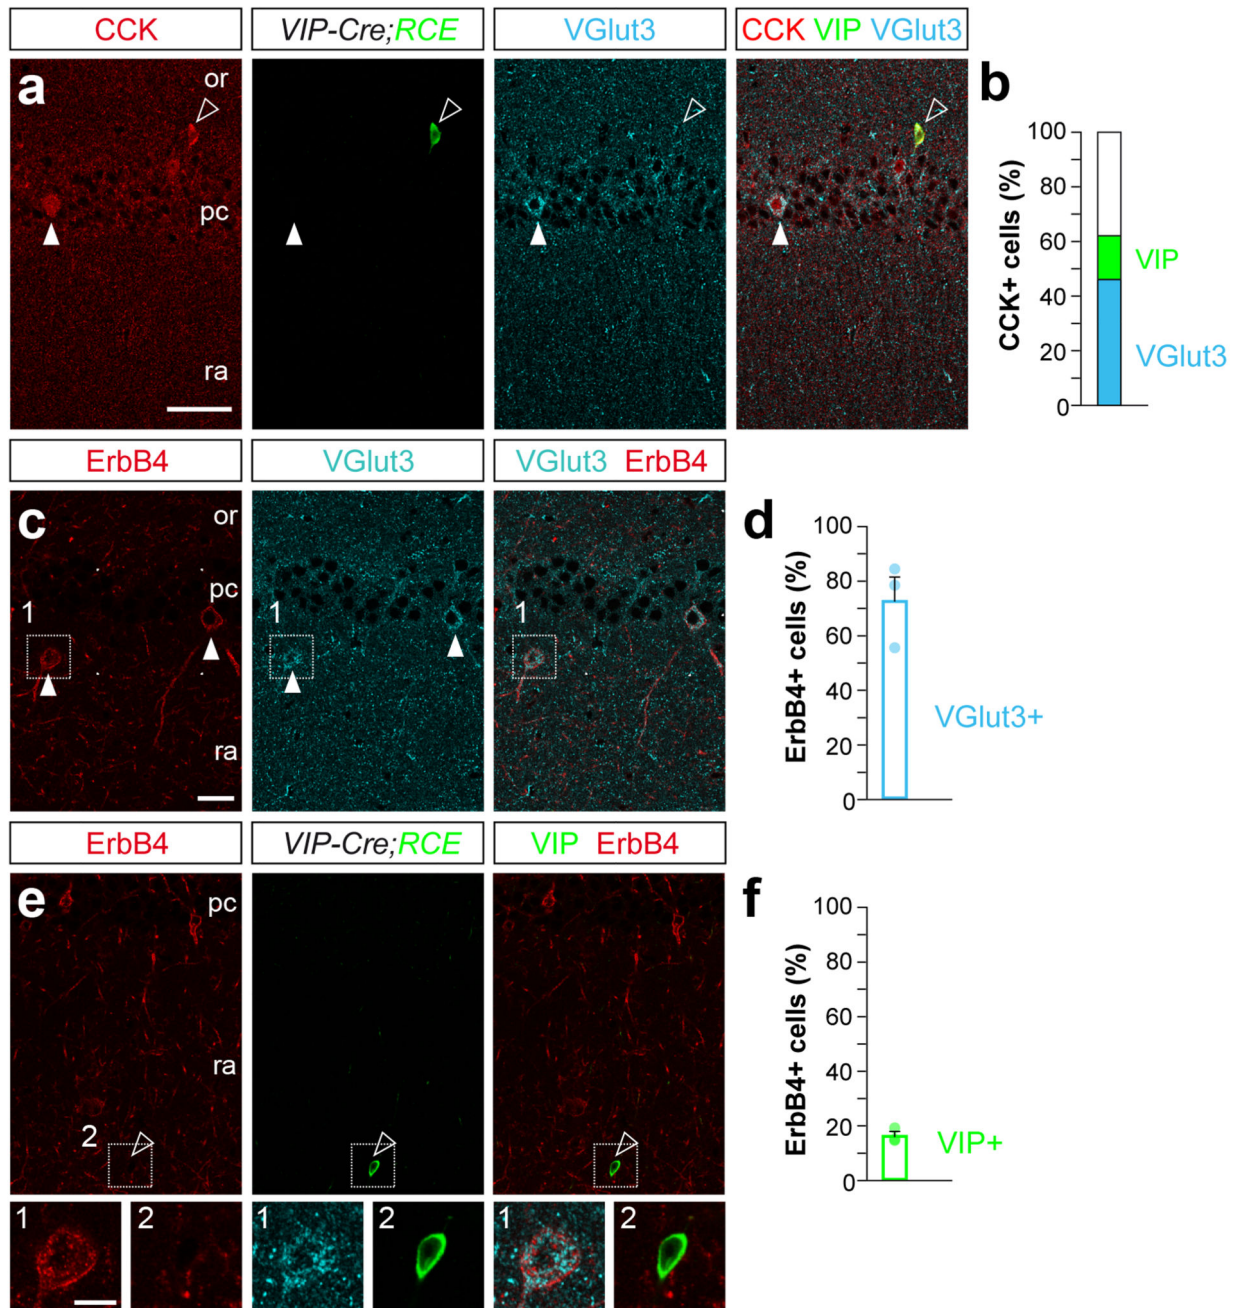 CCK
VIP-Cre;RCE
VGlut3
CCK VIP VGlut3
a
or
pc
ra
b
CCK+ cells (%)
100
80
60
40
20
0
VIP
VGlut3
ErbB4
VGlut3
VGlut3 ErbB4
c
or
pc
1
ra
1
1
d
ErbB4+ cells (%)
100
80
60
40
20
0
VGlut3+
ErbB4
VIP-Cre;RCE
VIP ErbB4
e
pc
ra
2
f
ErbB4+ cells (%)
100
80
60
40
20
0
VIP+
1
2
1
2
1
2